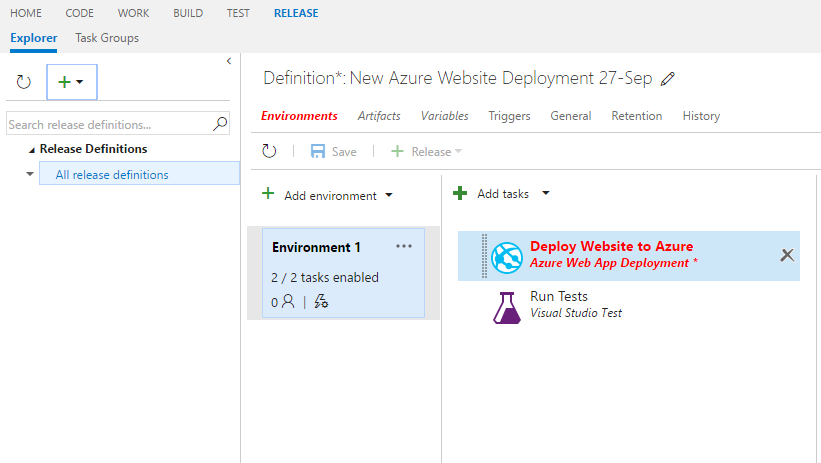 HOME CODE WORK BUILD TEST RELEASE
Explorer Task Groups
Definition*: New Azure Website Deployment 27-Sep
Search release definitions...
Environments Artifacts Variables Triggers General Retention History
Release Definitions
Save Release
All release definitions
Add environment Add tasks
Environment 1
2 / 2 tasks enabled
0 |
Deploy Website to Azure
Azure Web App Deployment *
Run Tests
Visual Studio Test